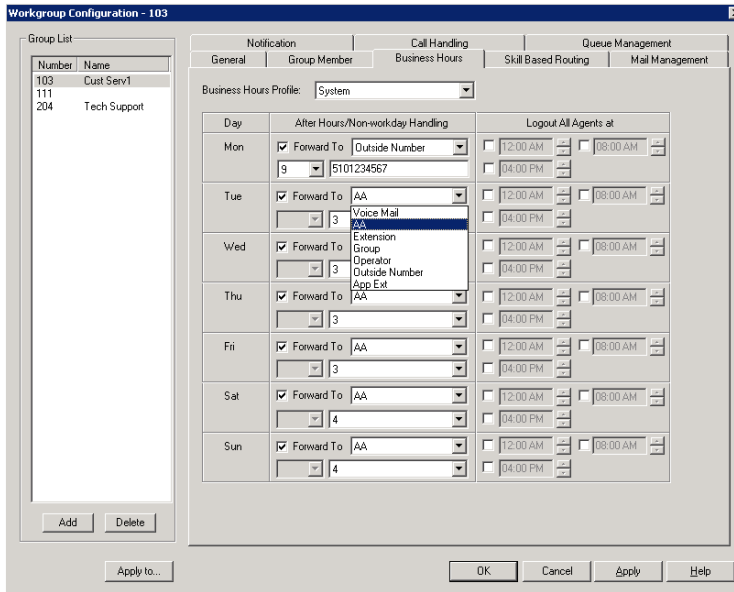 Workgroup Configuration - 103
Group List
Number Name
103 Cust Serv1
111
204 Tech Support
Add Delete
Apply to...
Notification Call Handling Queue Management
General Group Member Business Hours Skill Based Routing Mail Management
Business Hours Profile: System
Day After Hours/Non-workday Handling Logout All Agents at
Mon Forward To Outside Number 12:00 AM 08:00 AM
9 5101234567 04:00 PM
Tue Forward To AA 12:00 AM 08:00 AM
3 04:00 PM
Voice Mail
AA
Extension
Group
Operator
Outside Number
App Ext
Wed Forward To 12:00 AM 08:00 AM
3 04:00 PM
Thu Forward To AA 12:00 AM 08:00 AM
3 04:00 PM
Fri Forward To AA 12:00 AM 08:00 AM
3 04:00 PM
Sat Forward To AA 12:00 AM 08:00 AM
4 04:00 PM
Sun Forward To AA 12:00 AM 08:00 AM
4 04:00 PM
OK Cancel Apply Help